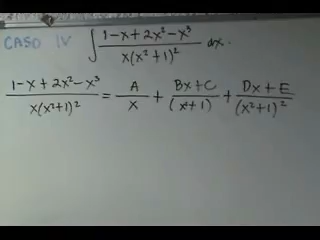 CASO IV ∫ (1-x+2x²-x³)/(x(x²+1)²) dx.
(1-x+2x²-x³)/(x(x²+1)²) = A/x + (Bx+C)/(x²+1) + (Dx+E)/(x²+1)²